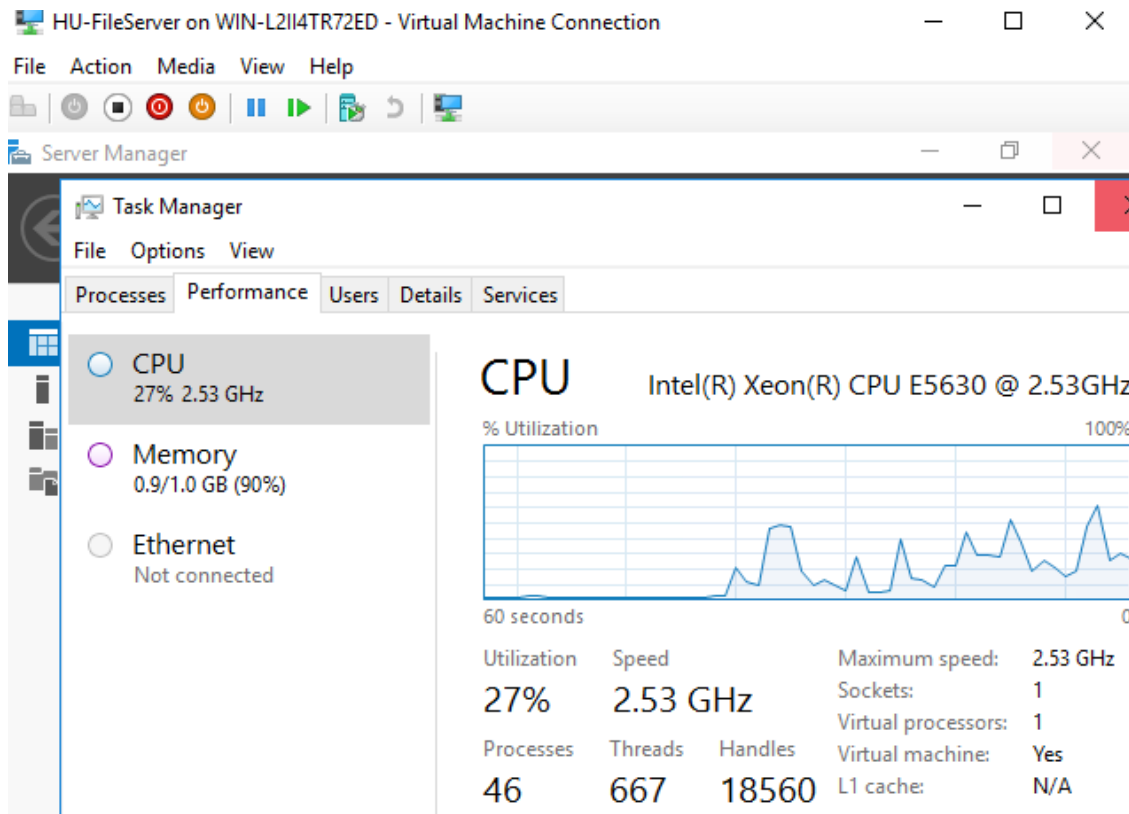 HU-FileServer on WIN-L2II4TR72ED - Virtual Machine Connection
File Action Media View Help
Server Manager
Task Manager
File Options View
Processes Performance Users Details Services
CPU
27% 2.53 GHz
Memory
0.9/1.0 GB (90%)
Ethernet
Not connected
CPU Intel(R) Xeon(R) CPU E5630 @ 2.53GHz
% Utilization 100%
60 seconds 0
Utilization Speed
27% 2.53 GHz
Processes Threads Handles
46 667 18560
Maximum speed: 2.53 GHz
Sockets: 1
Virtual processors: 1
Virtual machine: Yes
L1 cache: N/A